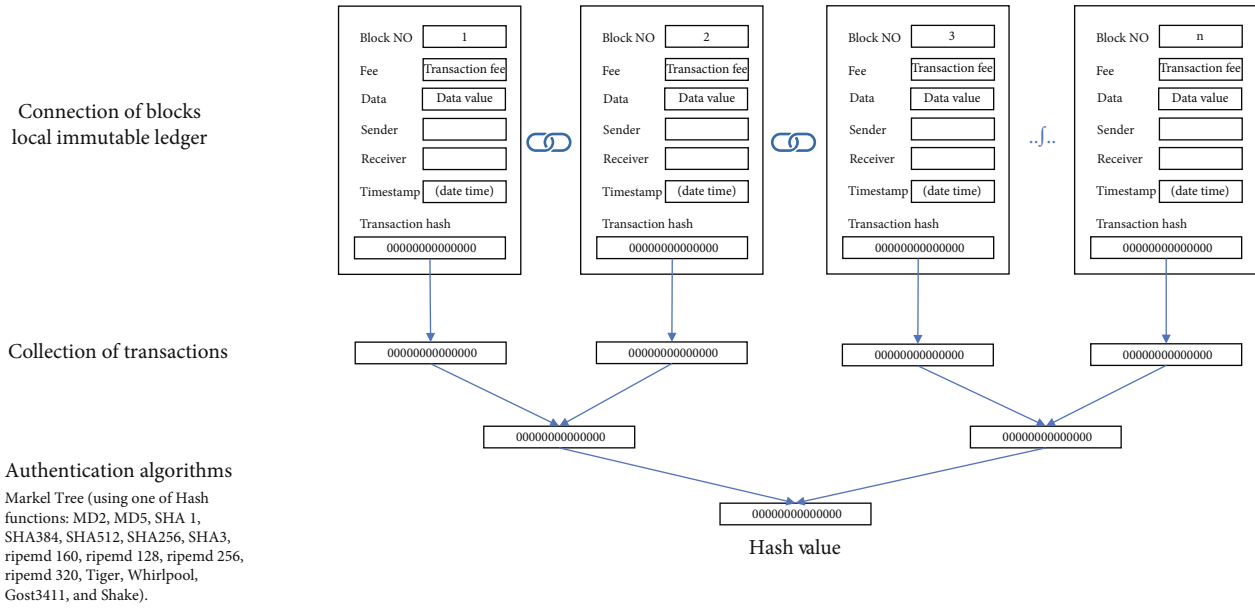 Connection of blocks
local immutable ledger
Block NO 1
Fee Transaction fee
Data Data value
Sender
Receiver
Timestamp (date time)
Transaction hash
00000000000000
Block NO 2
Fee Transaction fee
Data Data value
Sender
Receiver
Timestamp (date time)
Transaction hash
00000000000000
Block NO 3
Fee Transaction fee
Data Data value
Sender
Receiver
Timestamp (date time)
Transaction hash
00000000000000
..∫..
Block NO n
Fee Transaction fee
Data Data value
Sender
Receiver
Timestamp (date time)
Transaction hash
00000000000000
Collection of transactions
00000000000000
00000000000000
00000000000000
00000000000000
00000000000000
00000000000000
Authentication algorithms
Markel Tree (using one of Hash
functions: MD2, MD5, SHA 1,
SHA384, SHA512, SHA256, SHA3,
ripemd 160, ripemd 128, ripemd 256,
ripemd 320, Tiger, Whirlpool,
Gost3411, and Shake).
00000000000000
Hash value